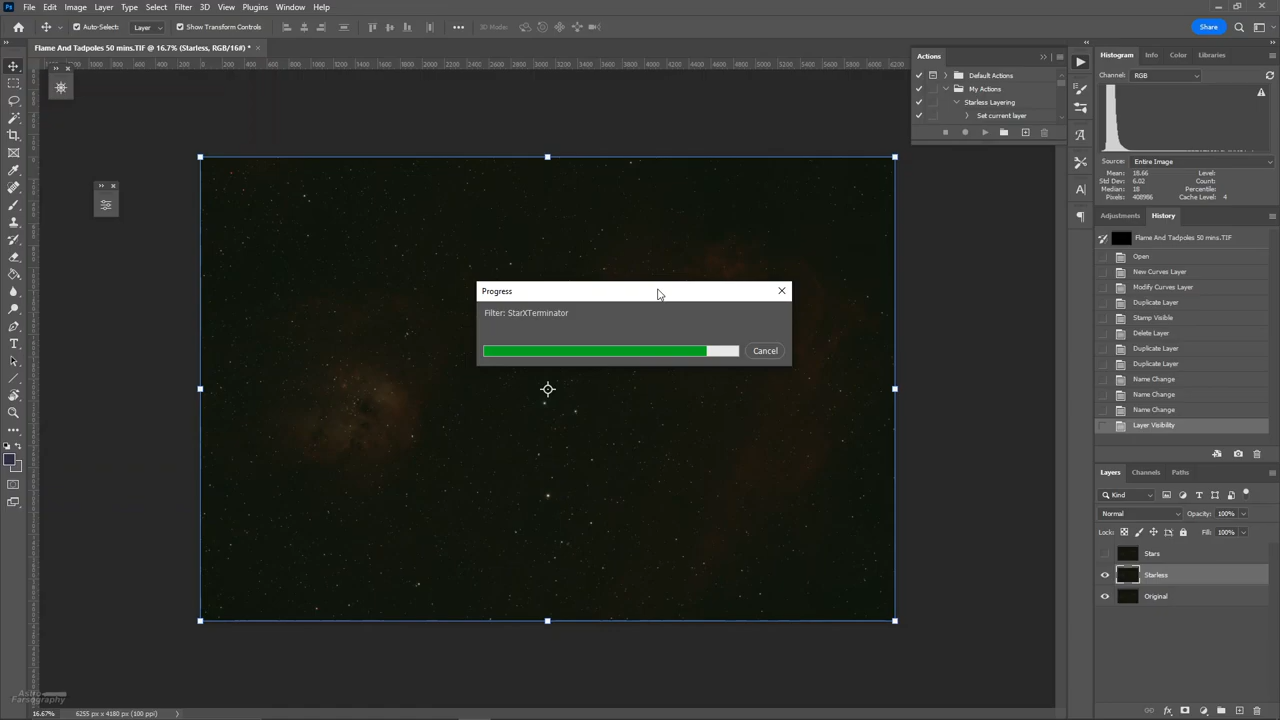 File Edit Image Layer Type Select Filter 3D View Plugins Window Help
Auto-Select: Layer Show Transform Controls 3D Mode: Share
Flame And Tadpoles 50 mins.TIF @ 16.7% (Starless, RGB/16#) *
Actions
Default Actions
My Actions
Starless Layering
Set current layer
Histogram Info Color Libraries
Channel: RGB
Source: Entire Image
Mean: 18.66 Level:
Std Dev: 6.02 Count:
Median: 18 Percentile:
Pixels: 408986 Cache Level: 4
Adjustments History
Flame And Tadpoles 50 mins.TIF
Open
New Curves Layer
Modify Curves Layer
Duplicate Layer
Stamp Visible
Delete Layer
Duplicate Layer
Duplicate Layer
Name Change
Name Change
Name Change
Layer Visibility
Progress
Filter: StarXTerminator
Cancel
Layers Channels Paths
Kind
Normal Opacity: 100%
Lock: Fill: 100%
Stars
Starless
Original
Astro
Farsography
16.67% 6255 px x 4180 px (100 ppi)